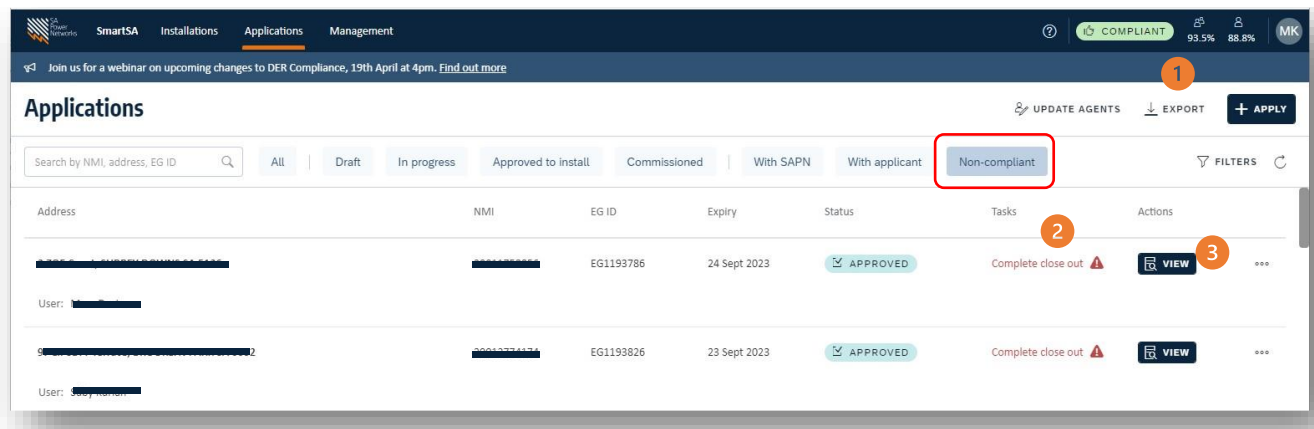 SA Power Networks SmartSA Installations Applications Management COMPLIANT 93.5% 88.8% MK
Join us for a webinar on upcoming changes to DER Compliance, 19th April at 4pm. Find out more
1
Applications UPDATE AGENTS EXPORT + APPLY
Search by NMI, address, EG ID All Draft In progress Approved to install Commissioned With SAPN With applicant Non-compliant FILTERS
Address NMI EG ID Expiry Status Tasks Actions
2
3
EG1193786 24 Sept 2023 APPROVED Complete close out VIEW
User:
EG1193826 23 Sept 2023 APPROVED Complete close out VIEW
User: